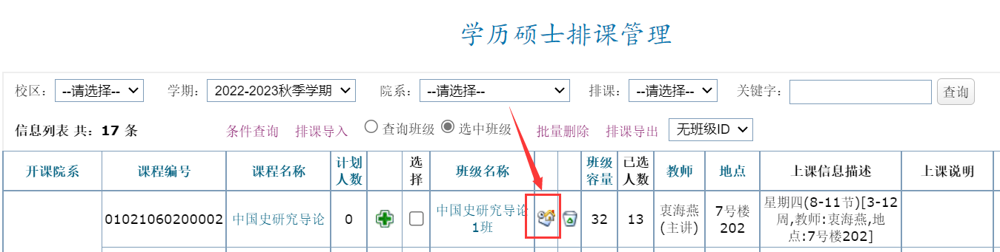 学历硕士排课管理
校区: --请选择-- 学期: 2022-2023秋季学期 院系: --请选择-- 排课: --请选择-- 关键字: 查询
信息列表 共: 17 条 条件查询 排课导入 查询班级 选中班级 批量删除 排课导出 无班级ID
开课院系 课程编号 课程名称 计划人数 选择 班级名称 班级容量 已选人数 教师 地点 上课信息描述 上课说明
01021060200002 中国史研究导论 0 中国史研究导论1班 32 13 衷海燕(主讲) 7号楼202 星期四(8-11节)[3-12周,教师:衷海燕,地点:7号楼202]